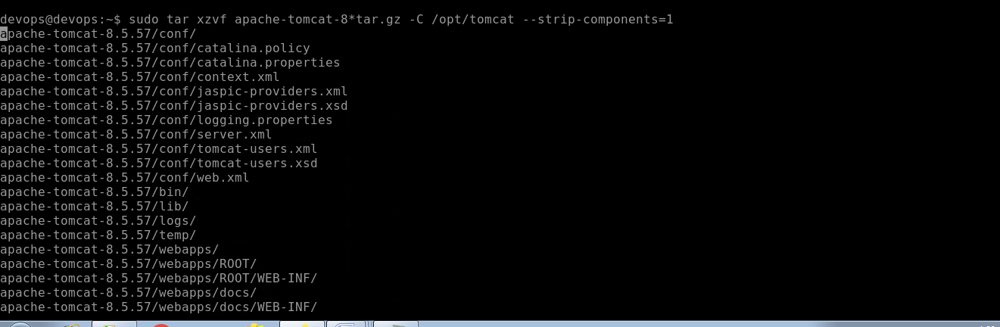 devops@devops:~$ sudo tar xzvf apache-tomcat-8*tar.gz -C /opt/tomcat --strip-components=1
apache-tomcat-8.5.57/conf/
apache-tomcat-8.5.57/conf/catalina.policy
apache-tomcat-8.5.57/conf/catalina.properties
apache-tomcat-8.5.57/conf/context.xml
apache-tomcat-8.5.57/conf/jaspic-providers.xml
apache-tomcat-8.5.57/conf/jaspic-providers.xsd
apache-tomcat-8.5.57/conf/logging.properties
apache-tomcat-8.5.57/conf/server.xml
apache-tomcat-8.5.57/conf/tomcat-users.xml
apache-tomcat-8.5.57/conf/tomcat-users.xsd
apache-tomcat-8.5.57/conf/web.xml
apache-tomcat-8.5.57/bin/
apache-tomcat-8.5.57/lib/
apache-tomcat-8.5.57/logs/
apache-tomcat-8.5.57/temp/
apache-tomcat-8.5.57/webapps/
apache-tomcat-8.5.57/webapps/ROOT/
apache-tomcat-8.5.57/webapps/ROOT/WEB-INF/
apache-tomcat-8.5.57/webapps/docs/
apache-tomcat-8.5.57/webapps/docs/WEB-INF/